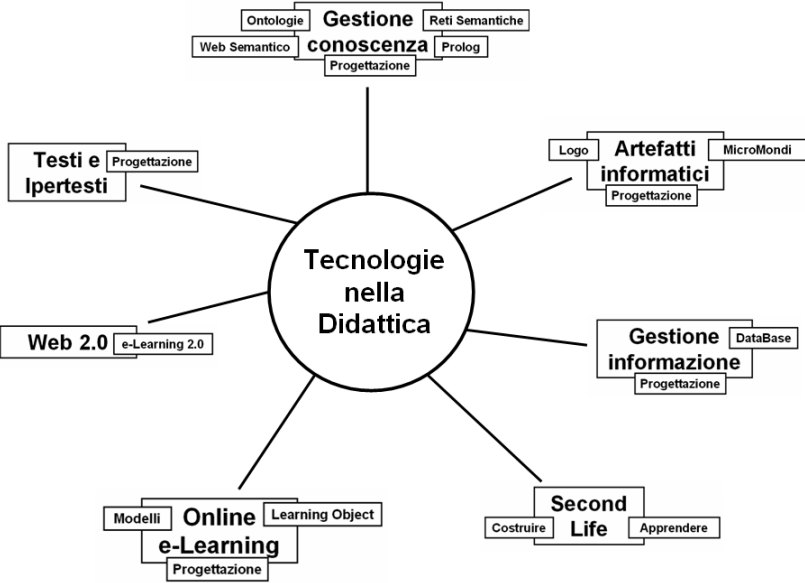 Ontologie
Gestione
conoscenza
Reti Semantiche
Web Semantico
Prolog
Progettazione
Testi e
Ipertesti
Progettazione
Logo
Artefatti
informatici
MicroMondi
Progettazione
Tecnologie
nella
Didattica
Web 2.0
e-Learning 2.0
Gestione
informazione
DataBase
Progettazione
Modelli
Online
e-Learning
Learning Object
Progettazione
Second
Life
Costruire
Apprendere